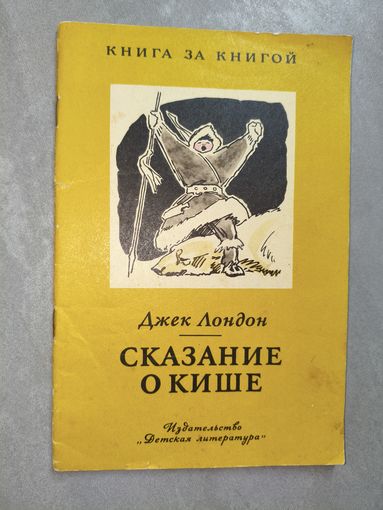 КНИГА ЗА КНИГОЙ
Джек Лондон
СКАЗАНИЕ
О КИШЕ
Издательство
„Детская литература“